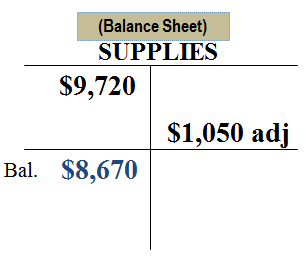 (Balance Sheet)
SUPPLIES
$9,720
$1,050 adj
Bal. $8,670